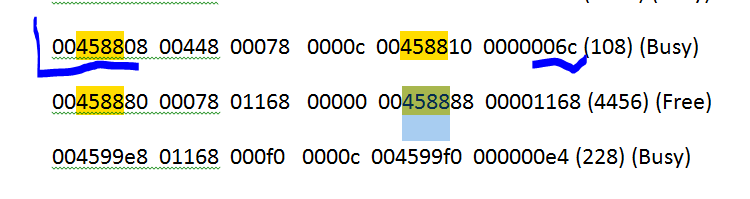 00458808 00448 00078 0000c 00458810 0000006c (108) (Busy)
00458880 00078 01168 00000 00458888 00001168 (4456) (Free)
004599e8 01168 000f0 0000c 004599f0 000000e4 (228) (Busy)